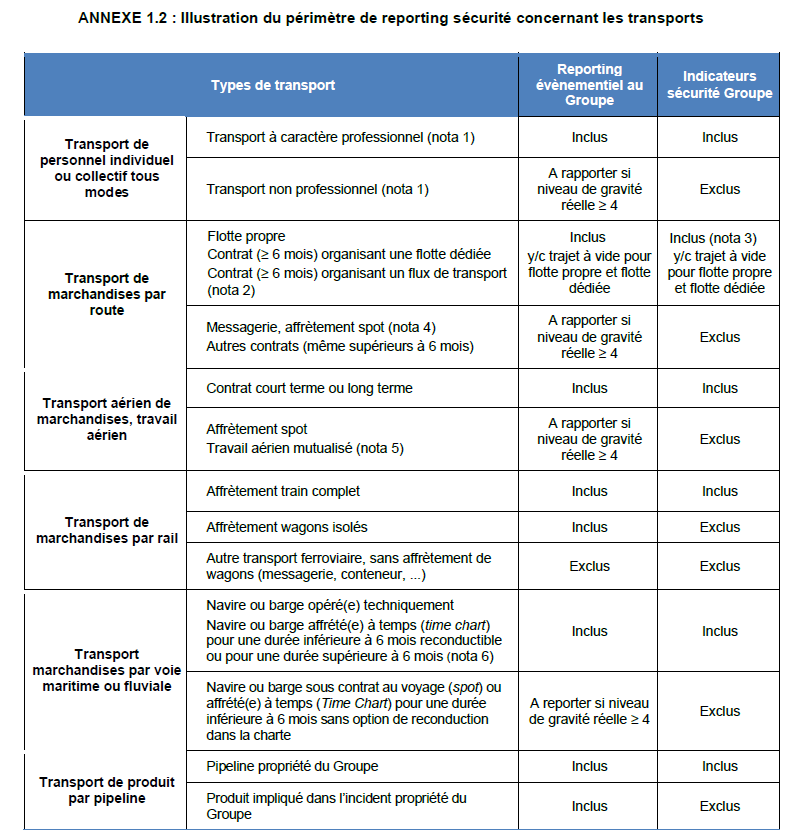 ANNEXE 1.2 : Illustration du périmètre de reporting sécurité concernant les transports
Types de transport
Reporting
évènementiel au
Groupe
Indicateurs
sécurité Groupe
Transport de
personnel individuel
ou collectif tous
modes
Transport à caractère professionnel (nota 1)
Inclus
Inclus
Transport non professionnel (nota 1)
A rapporter si
niveau de gravité
réelle ≥ 4
Exclus
Transport de
marchandises par
route
Flotte propre
Contrat (≥ 6 mois) organisant une flotte dédiée
Contrat (≥ 6 mois) organisant un flux de transport
(nota 2)
Inclus
y/c trajet à vide pour
flotte propre et flotte
dédiée
Inclus (nota 3)
y/c trajet à vide
pour flotte propre
et flotte dédiée
Messagerie, affrètement spot (nota 4)
Autres contrats (même supérieurs à 6 mois)
A rapporter si
niveau de gravité
réelle ≥ 4
Exclus
Transport aérien de
marchandises, travail
aérien
Contrat court terme ou long terme
Inclus
Inclus
Affrètement spot
Travail aérien mutualisé (nota 5)
A rapporter si
niveau de gravité
réelle ≥ 4
Exclus
Transport de
marchandises par rail
Affrètement train complet
Inclus
Inclus
Affrètement wagons isolés
Inclus
Exclus
Autre transport ferroviaire, sans affrètement de
wagons (messagerie, conteneur, ...)
Exclus
Exclus
Transport
marchandises par voie
maritime ou fluviale
Navire ou barge opéré(e) techniquement
Navire ou barge affrété(e) à temps (time chart)
pour une durée inférieure à 6 mois reconductible
ou pour une durée supérieure à 6 mois (nota 6)
Inclus
Inclus
Navire ou barge sous contrat au voyage (spot) ou
affrété(e) à temps (Time Chart) pour une durée
inférieure à 6 mois sans option de reconduction
dans la charte
A reporter si niveau
de gravité réelle ≥ 4
Exclus
Transport de produit
par pipeline
Pipeline propriété du Groupe
Inclus
Inclus
Produit impliqué dans l'incident propriété du
Groupe
Inclus
Exclus